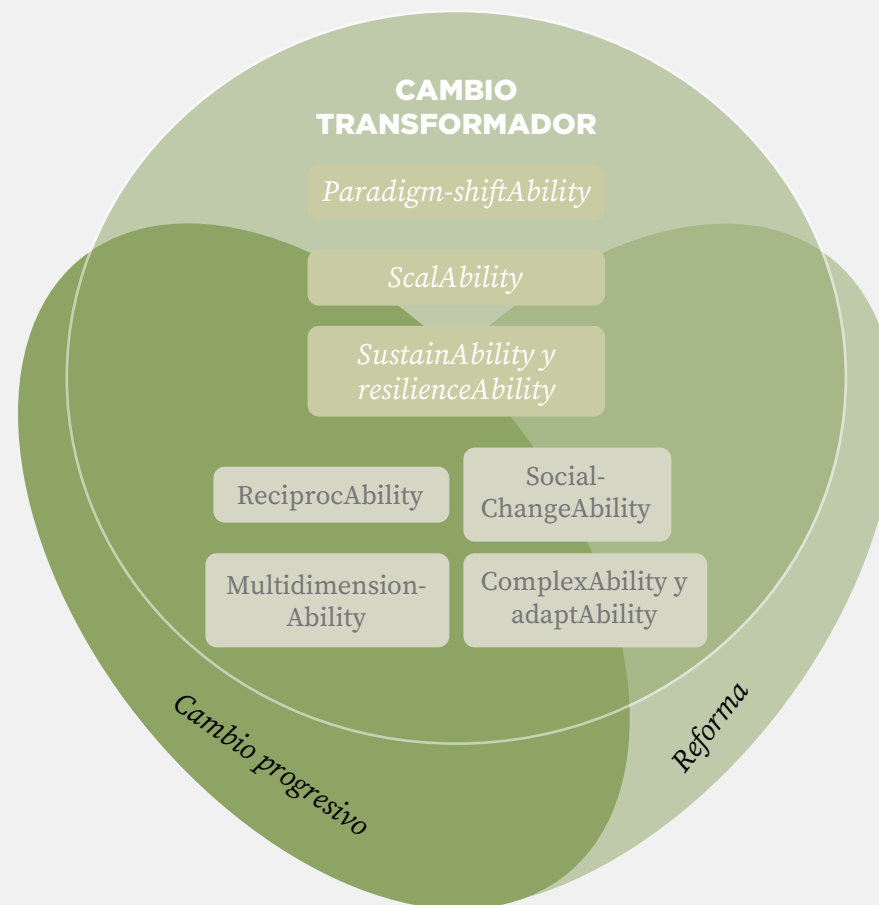 CAMBIO
TRANSFORMADOR
Paradigm-shiftAbility
ScalAbility
SustainAbility y
resilienceAbility
ReciprocAbility
Social-
ChangeAbility
Multidimension-
Ability
ComplexAbility y
adaptAbility
Cambio progresivo
Reforma